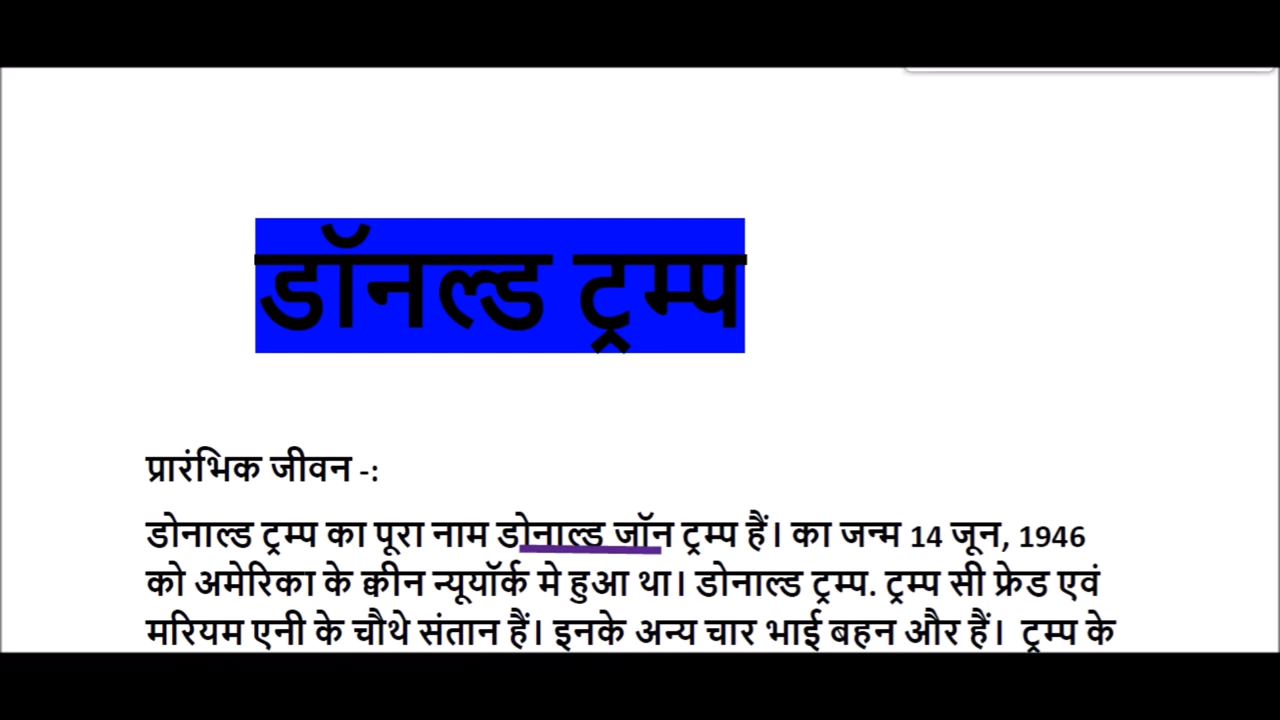 डॉनल्ड ट्रम्प
प्रारंभिक जीवन -:
डोनाल्ड ट्रम्प का पूरा नाम डोनाल्ड जॉन ट्रम्प हैं। का जन्म 14 जून, 1946
को अमेरिका के क्वीन न्यूयॉर्क मे हुआ था। डोनाल्ड ट्रम्प. ट्रम्प सी फ्रेड एवं
मरियम एनी के चौथे संतान हैं। इनके अन्य चार भाई बहन और हैं। ट्रम्प के